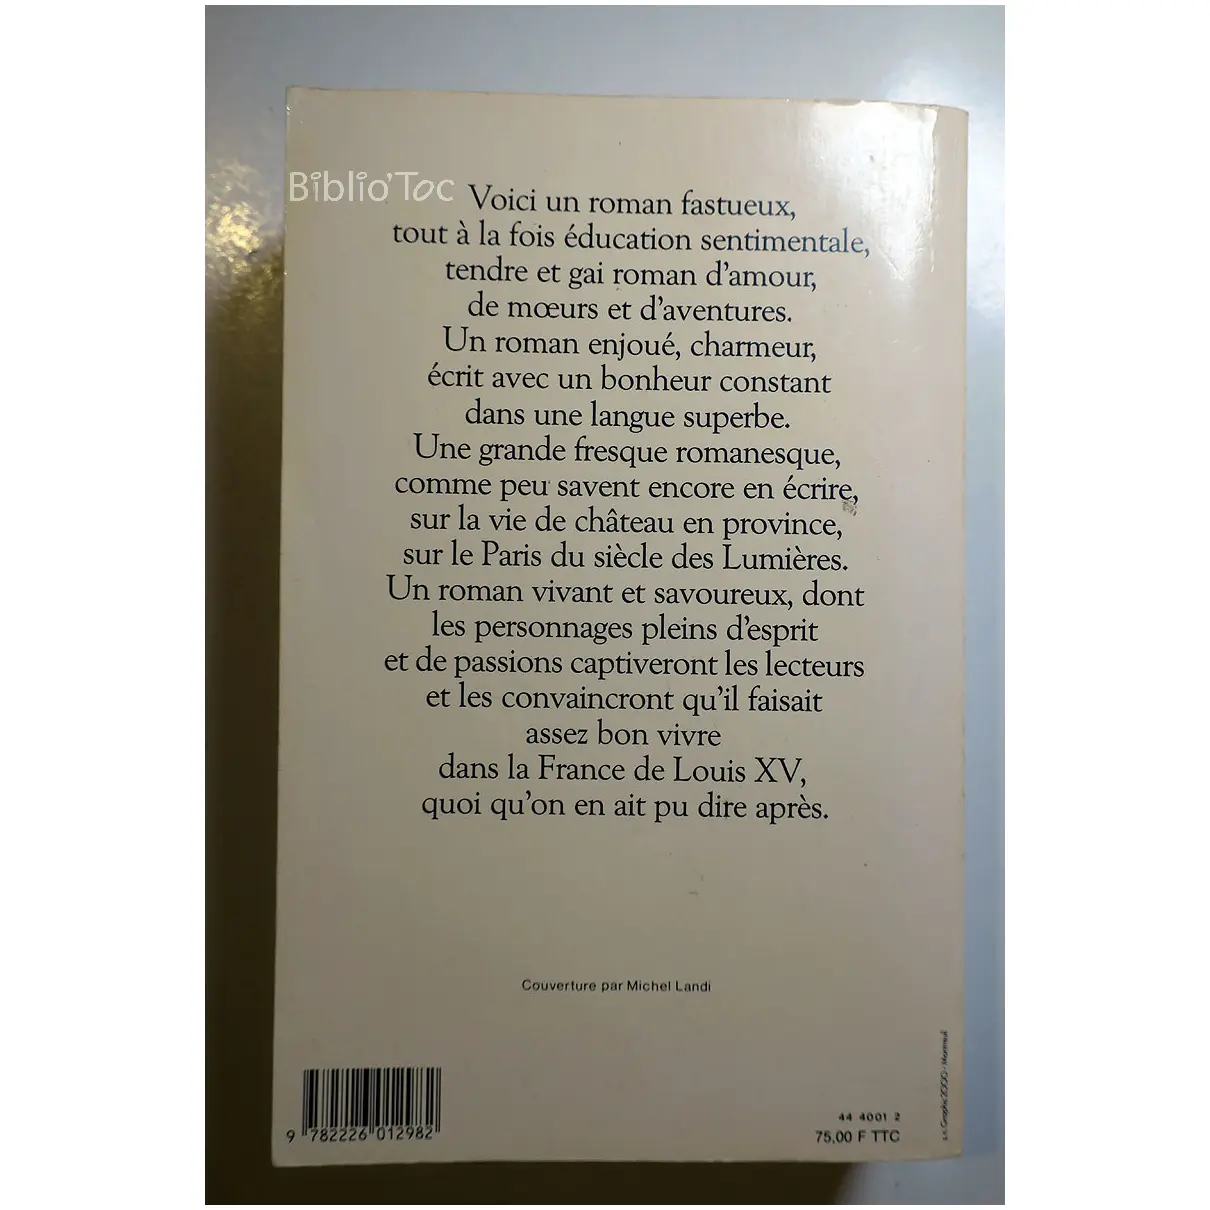 Biblio'Toc
Voici un roman fastueux,
tout à la fois éducation sentimentale,
tendre et gai roman d'amour,
de mœurs et d'aventures.
Un roman enjoué, charmeur,
écrit avec un bonheur constant
dans une langue superbe.
Une grande fresque romanesque,
comme peu savent encore en écrire,
sur la vie de château en province,
sur le Paris du siècle des Lumières.
Un roman vivant et savoureux, dont
les personnages pleins d'esprit
et de passions captiveront les lecteurs
et les convaincront qu'il faisait
assez bon vivre
dans la France de Louis XV,
quoi qu'on en ait pu dire après.
Couverture par Michel Landi
9 782226 012982
44 4001 2
75,00 F TTC
Graphic 2000 - Montreuil